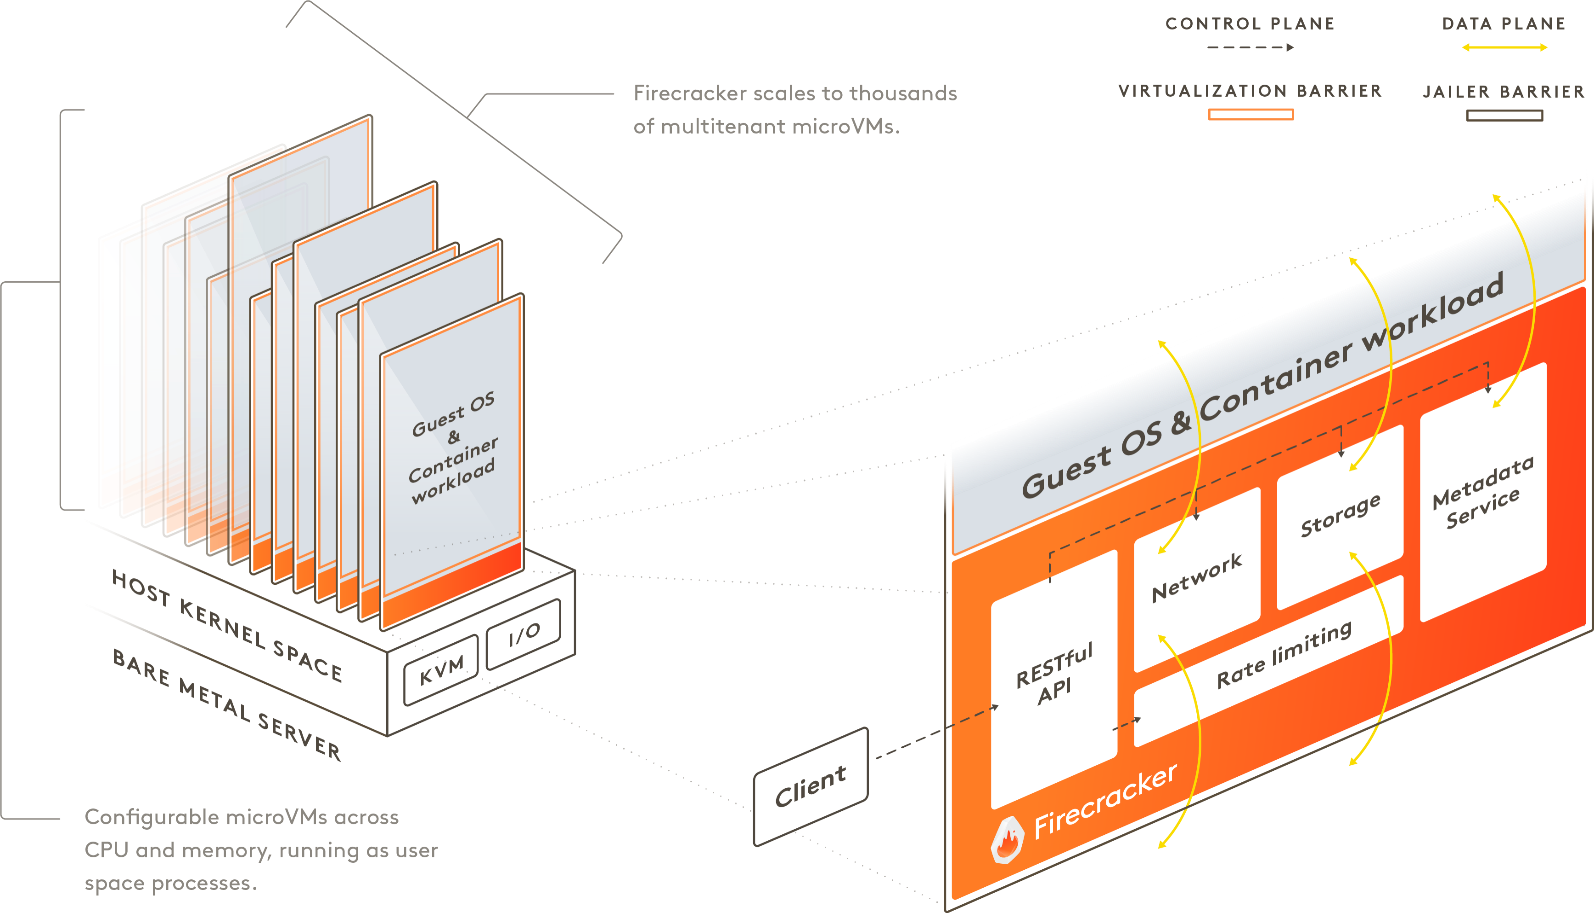 CONTROL PLANE
DATA PLANE
VIRTUALIZATION BARRIER
JAILER BARRIER
Firecracker scales to thousands
of multitenant microVMs.
Guest OS
&
Container
workload
HOST KERNEL SPACE
BARE METAL SERVER
KVM
I/O
Configurable microVMs across
CPU and memory, running as user
space processes.
Client
Guest OS & Container workload
RESTful
API
Network
Storage
Metadata
Service
Rate limiting
Firecracker